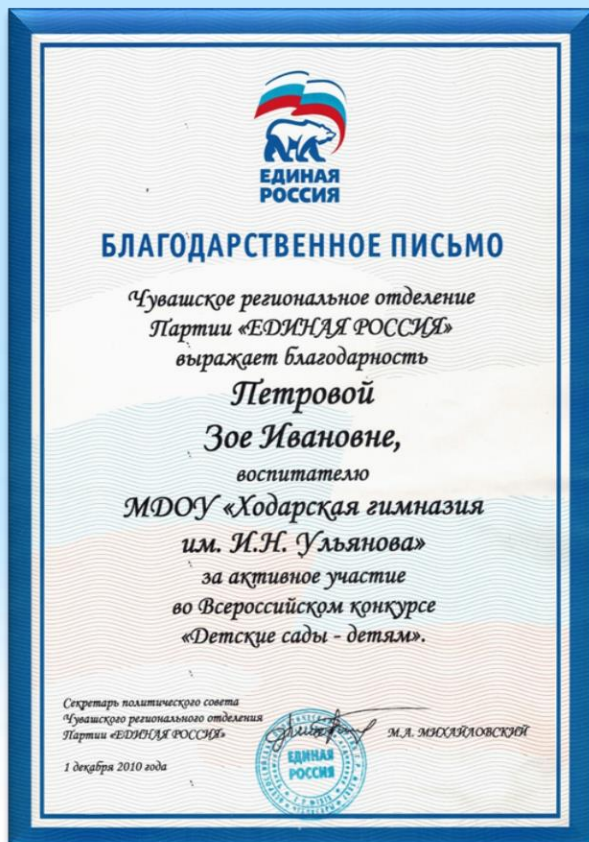 ЕДИНАЯ
РОССИЯ
БЛАГОДАРСТВЕННОЕ ПИСЬМО
Чувашское региональное отделение
Партии «ЕДИНАЯ РОССИЯ»
выражает благодарность
Петровой
Зое Ивановне,
воспитателю
МДОУ «Ходарская гимназия
им. И.Н. Ульянова»
за активное участие
во Всероссийском конкурсе
«Детские сады - детям».
Секретарь политического совета
Чувашского регионального отделения
Партии «ЕДИНАЯ РОССИЯ»
М.А. МИХАЙЛОВСКИЙ
1 декабря 2010 года
ЕДИНАЯ
РОССИЯ